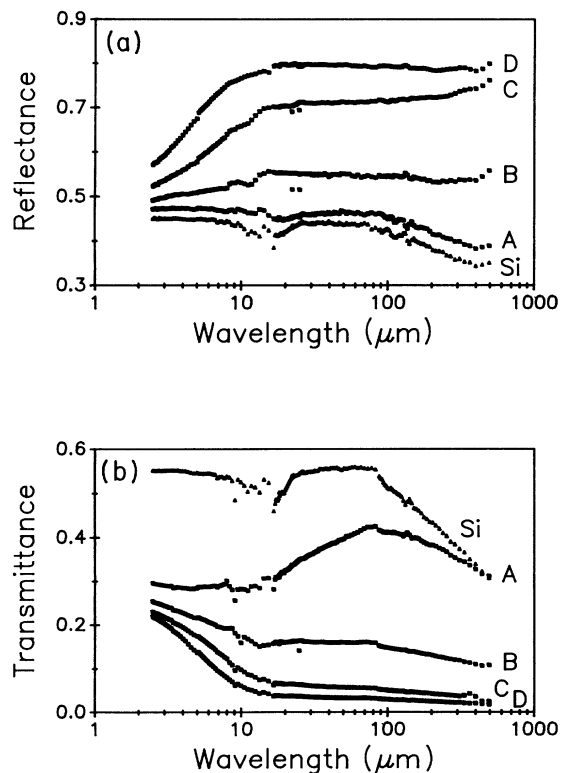 (a)
0.9
0.7
0.5
0.3
Reflectance
D
C
B
A
Si
1 10 100 1000
Wavelength (μm)
(b)
0.6
0.4
0.2
0.0
Transmittance
Si
A
B
C
D
1 10 100 1000
Wavelength (μm)